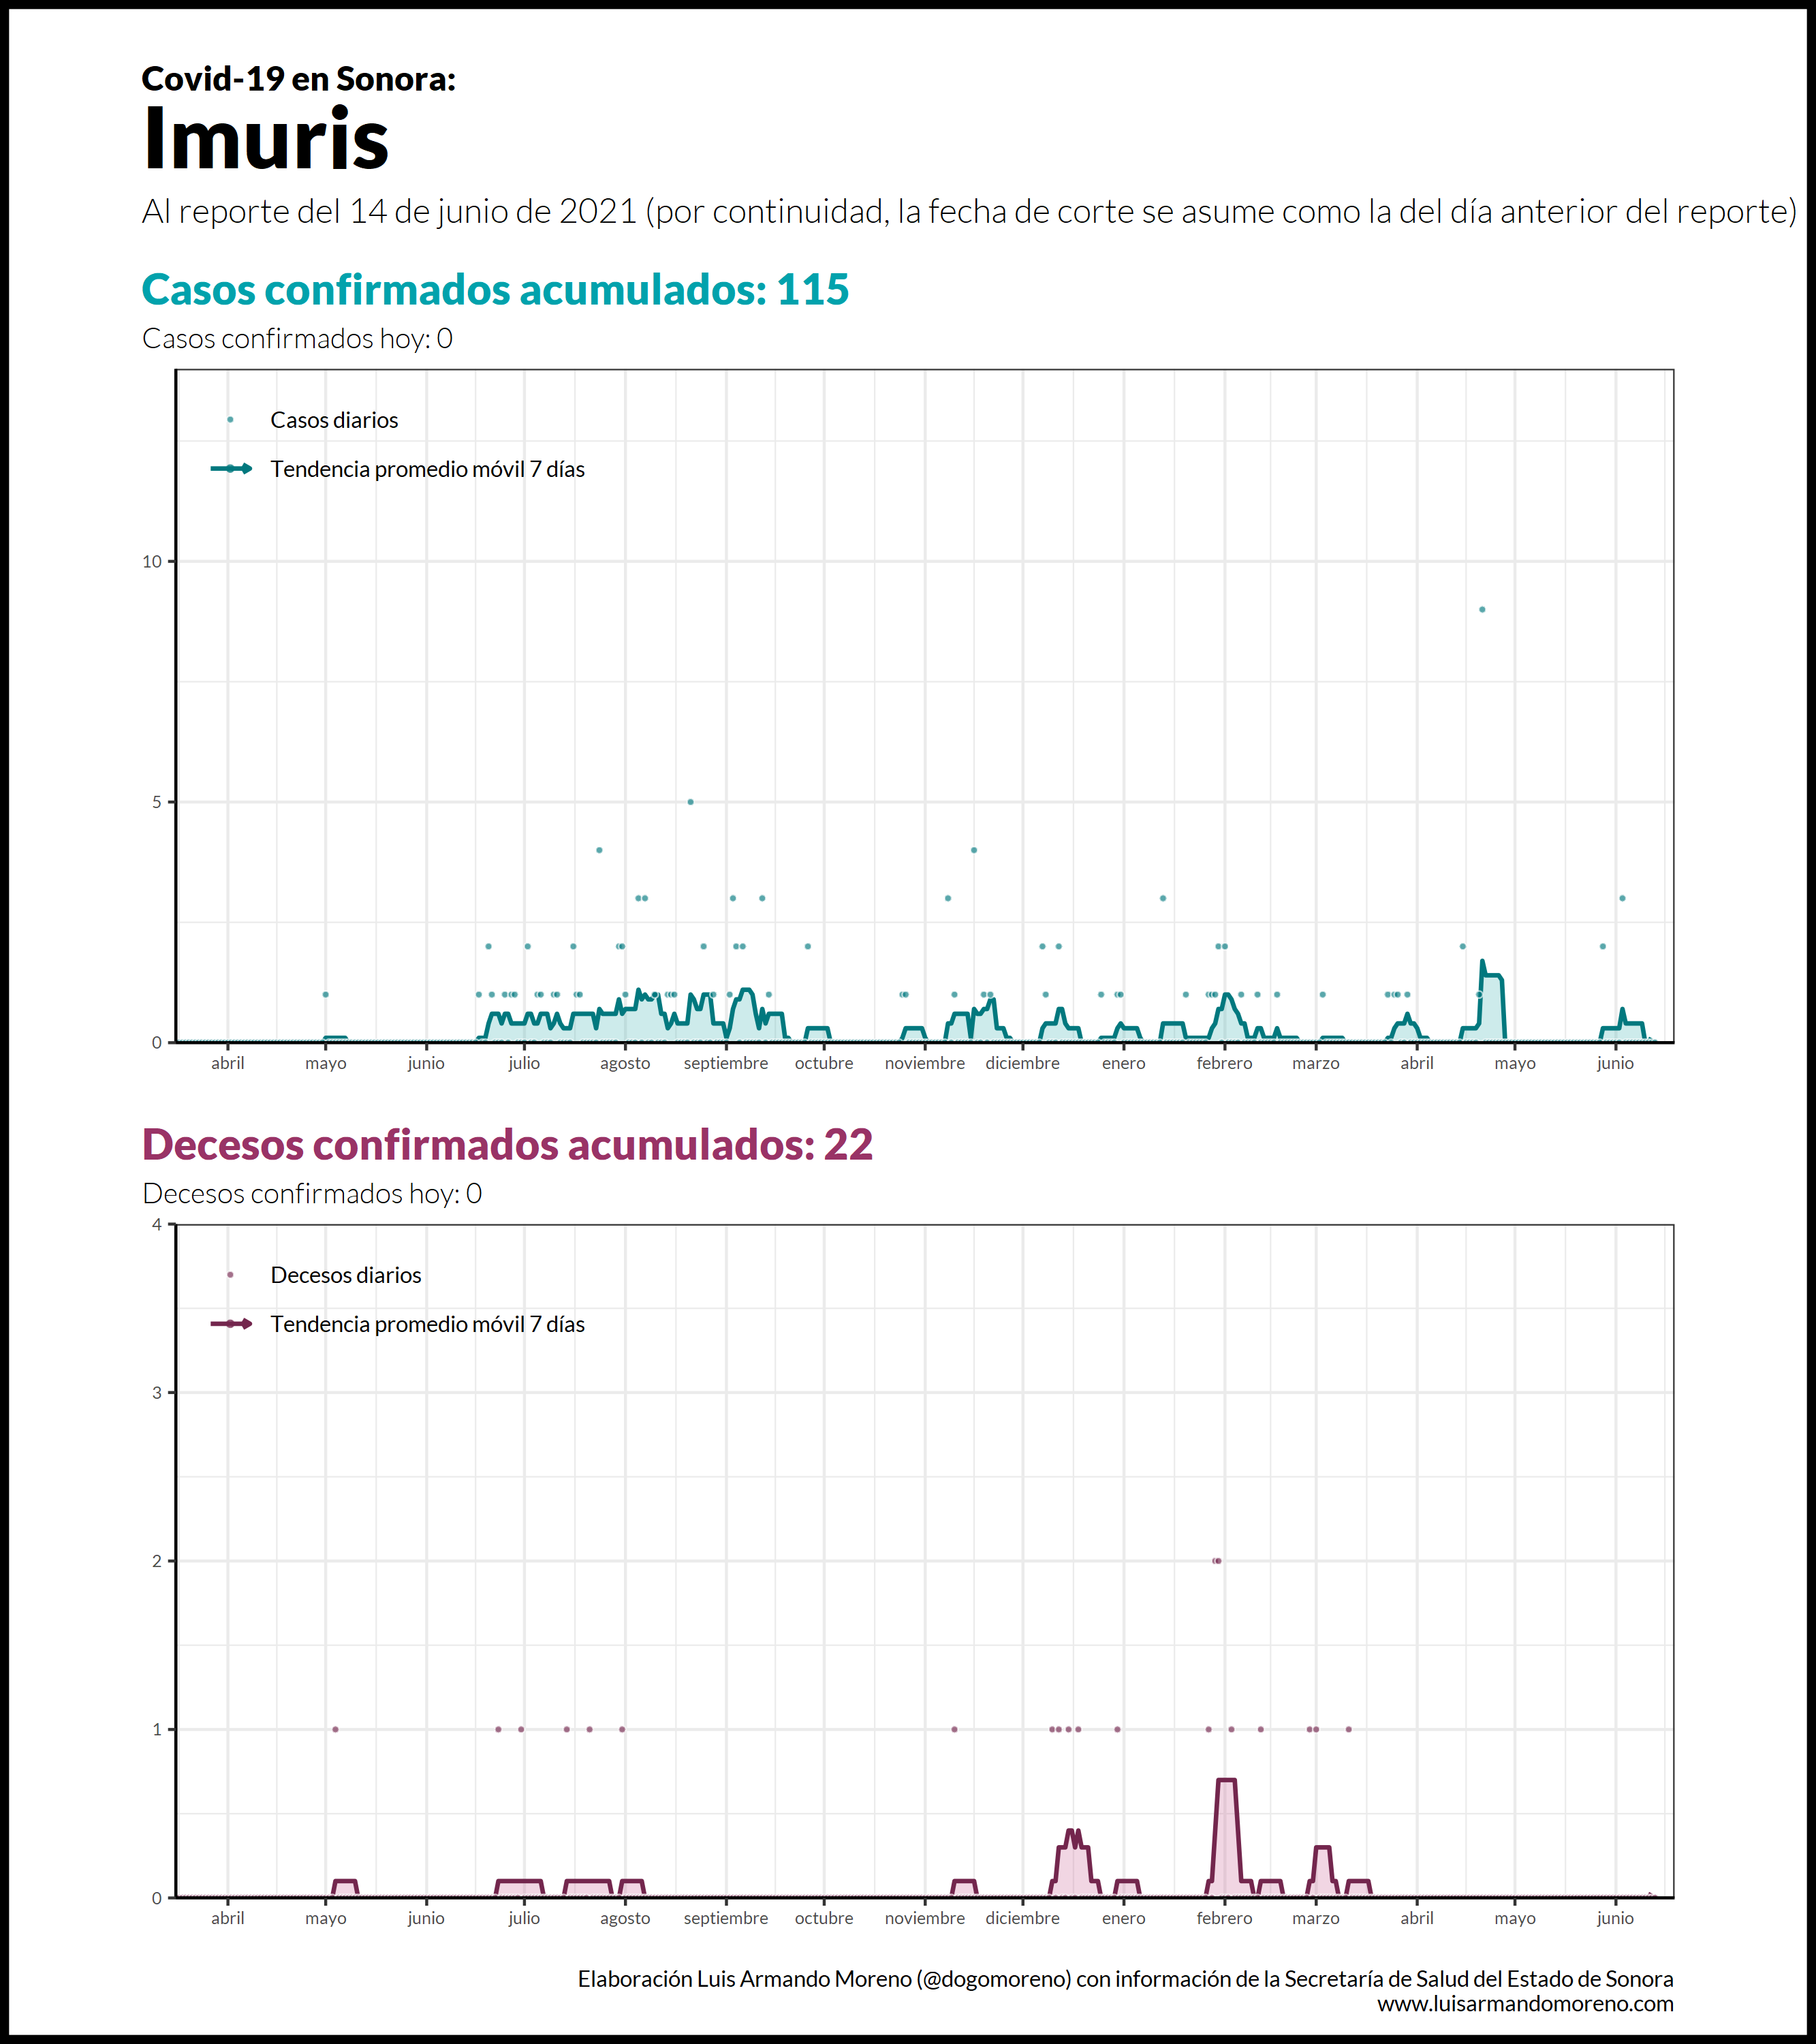 Covid-19 en Sonora:
Imuris
Al reporte del 14 de junio de 2021 (por continuidad, la fecha de corte se asume como la del día anterior del reporte)
Casos confirmados acumulados: 115
Casos confirmados hoy: 0
Casos diarios
Tendencia promedio móvil 7 días
10
5
0
abril mayo junio julio agosto septiembre octubre noviembre diciembre enero febrero marzo abril mayo junio
Decesos confirmados acumulados: 22
Decesos confirmados hoy: 0
4
Decesos diarios
Tendencia promedio móvil 7 días
3
2
1
0
abril mayo junio julio agosto septiembre octubre noviembre diciembre enero febrero marzo abril mayo junio
Elaboración Luis Armando Moreno (@dogomoreno) con información de la Secretaría de Salud del Estado de Sonora
www.luisarmandomoreno.com